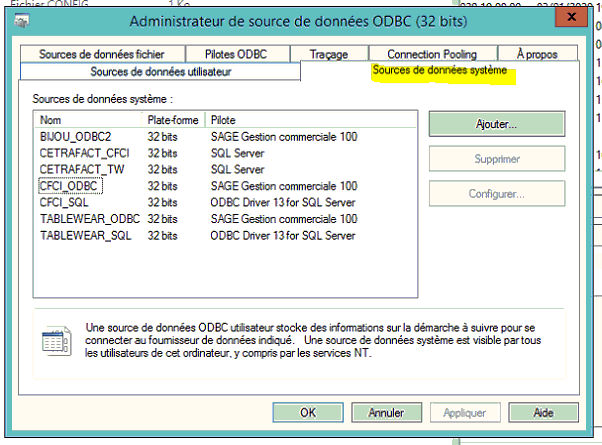 Fichier CONFIG 1 Ko
Administrateur de source de données ODBC (32 bits)
x
Sources de données fichier Pilotes ODBC Traçage Connection Pooling À propos
Sources de données utilisateur Sources de données système
Sources de données système :
Nom Plate-forme Pilote
BIJOU_ODBC2 32 bits SAGE Gestion commerciale 100
CETRAFACT_CFCI 32 bits SQL Server
CETRAFACT_TW 32 bits SQL Server
CFCI_ODBC 32 bits SAGE Gestion commerciale 100
CFCI_SQL 32 bits ODBC Driver 13 for SQL Server
TABLEWEAR_ODBC 32 bits SAGE Gestion commerciale 100
TABLEWEAR_SQL 32 bits ODBC Driver 13 for SQL Server
Ajouter...
Supprimer
Configurer...
Une source de données ODBC utilisateur stocke des informations sur la démarche à suivre pour se
connecter au fournisseur de données indiqué. Une source de données système est visible par tous
les utilisateurs de cet ordinateur, y compris par les services NT.
OK Annuler Appliquer Aide